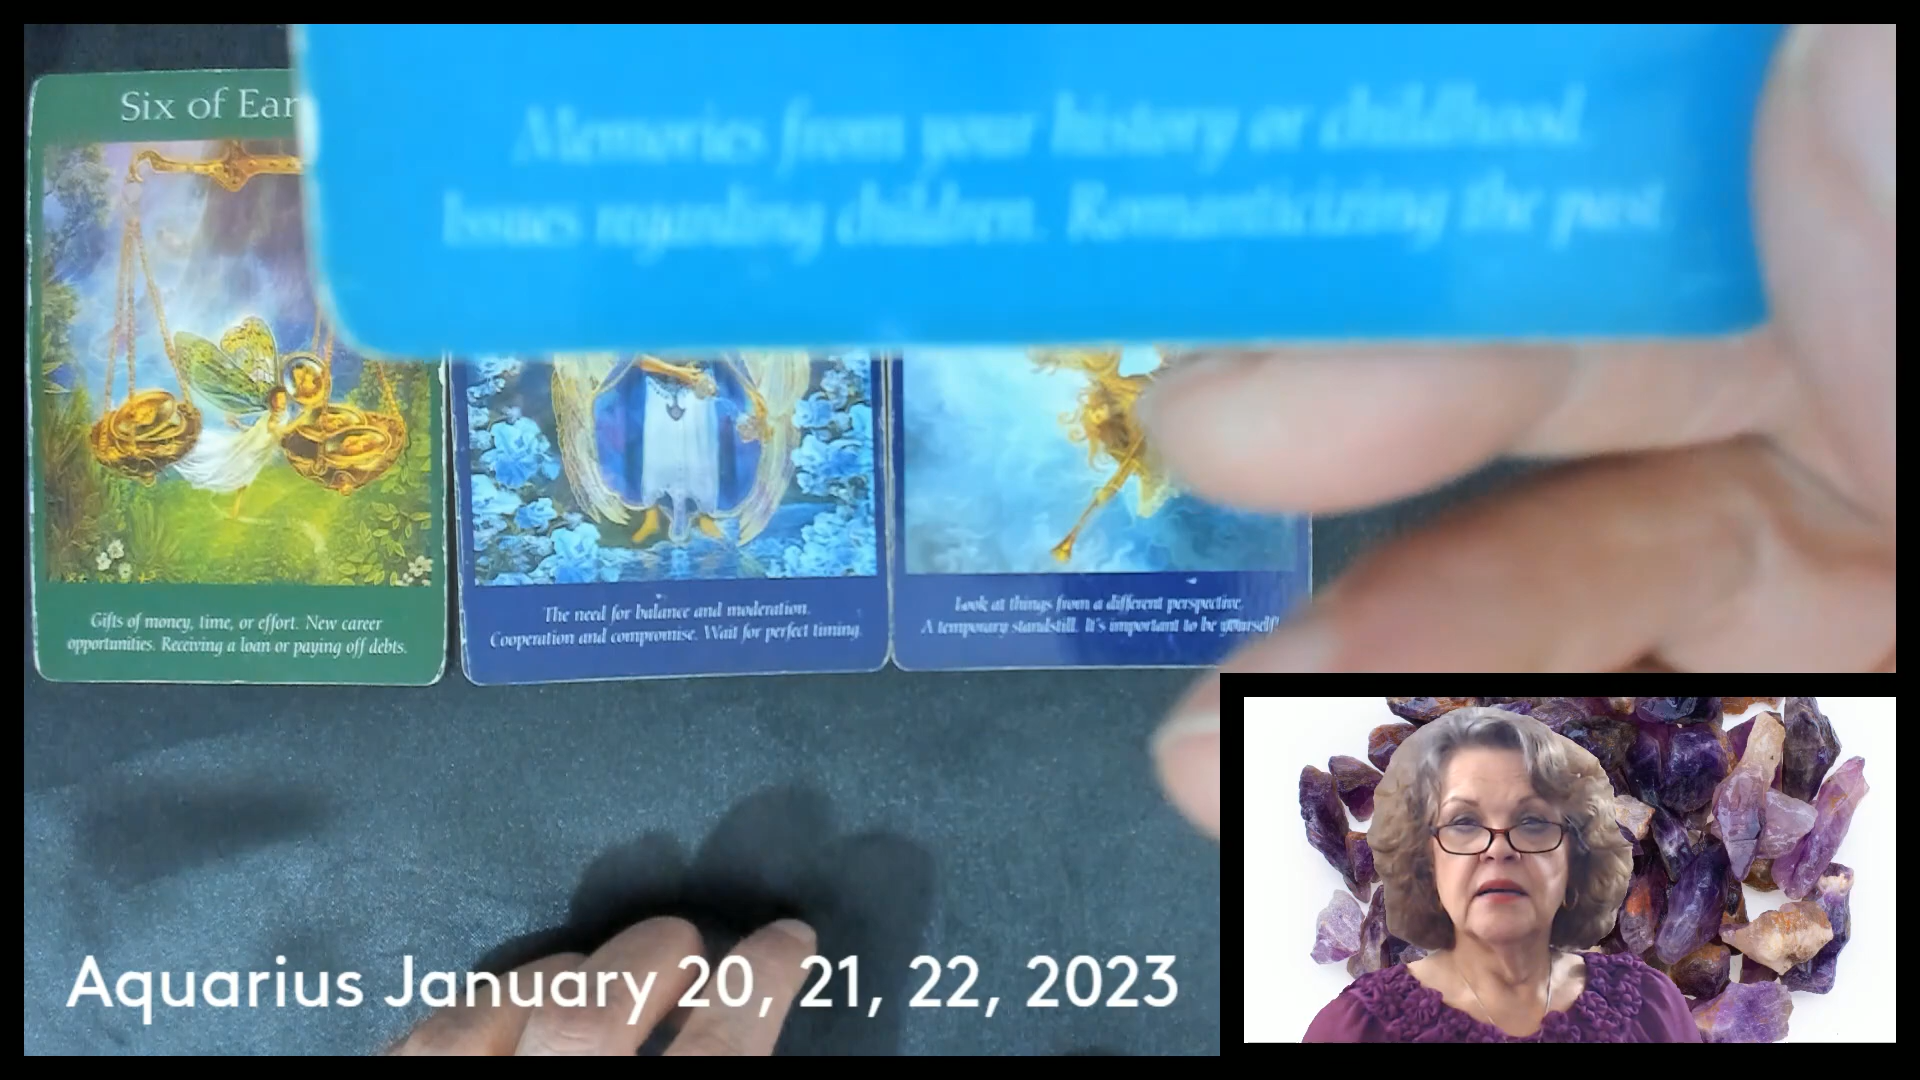 Six of Ear
Memories from your history or childhood.
Issues regarding children. Romanticizing the past
Gifts of money, time, or effort. New career
opportunities. Receiving a loan or paying off debts.
The need for balance and moderation.
Cooperation and compromise. Wait for perfect timing.
Look at things from a different perspective.
A temporary standstill. It's important to be yourself!
Aquarius January 20, 21, 22, 2023